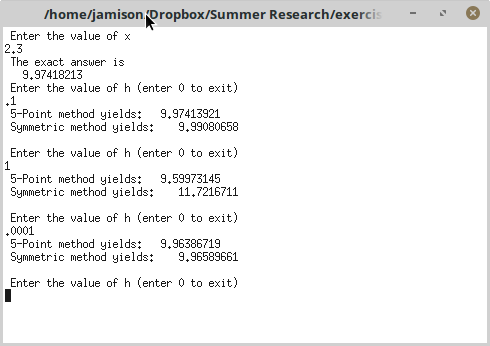 /home/jamison/Dropbox/Summer Research/exercis
Enter the value of x
2.3
The exact answer is
9.97418213
Enter the value of h (enter 0 to exit)
.1
5-Point method yields: 9.97413921
Symmetric method yields: 9.99080658
Enter the value of h (enter 0 to exit)
1
5-Point method yields: 9.59973145
Symmetric method yields: 11.7216711
Enter the value of h (enter 0 to exit)
.0001
5-Point method yields: 9.96386719
Symmetric method yields: 9.96589661
Enter the value of h (enter 0 to exit)